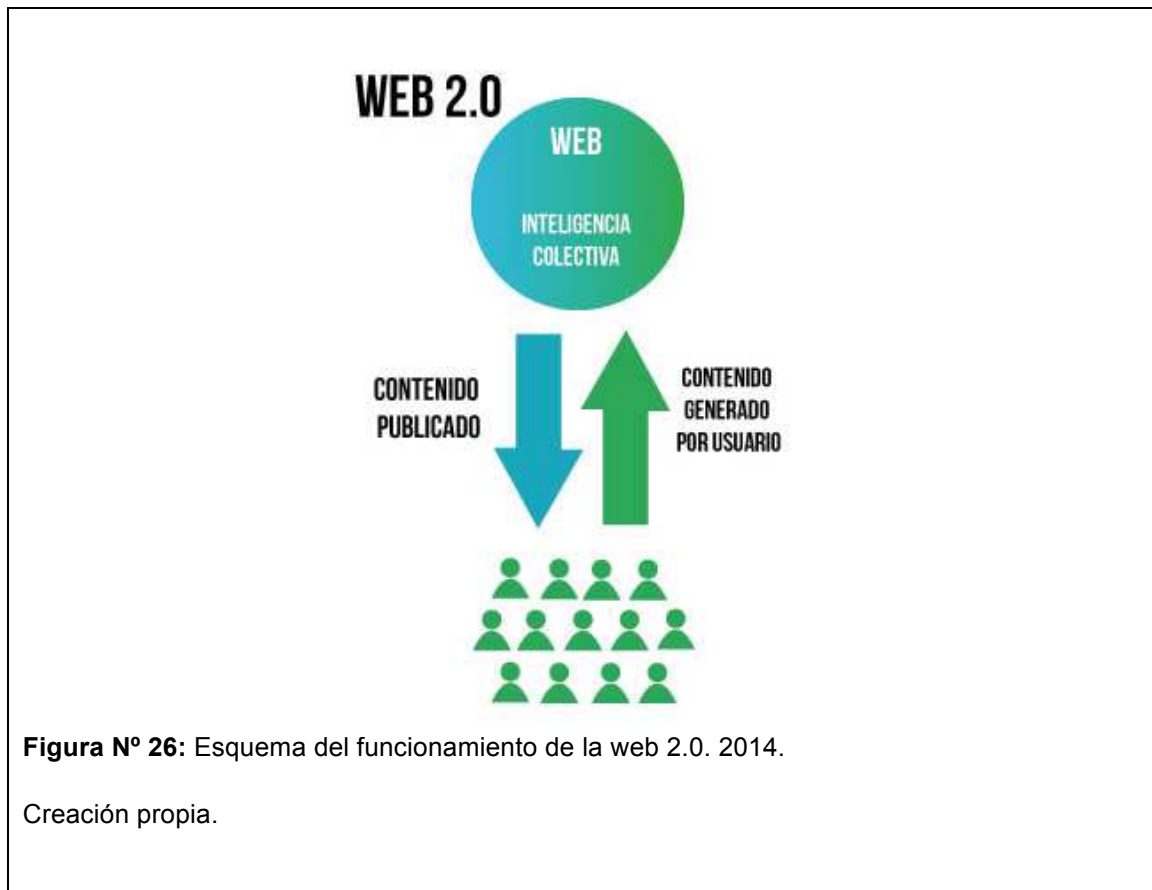 WEB 2.0
WEB
INTELIGENCIA
COLECTIVA
CONTENIDO
PUBLICADO
CONTENIDO
GENERADO
POR USUARIO
Figura Nº 26: Esquema del funcionamiento de la web 2.0. 2014.
Creación propia.